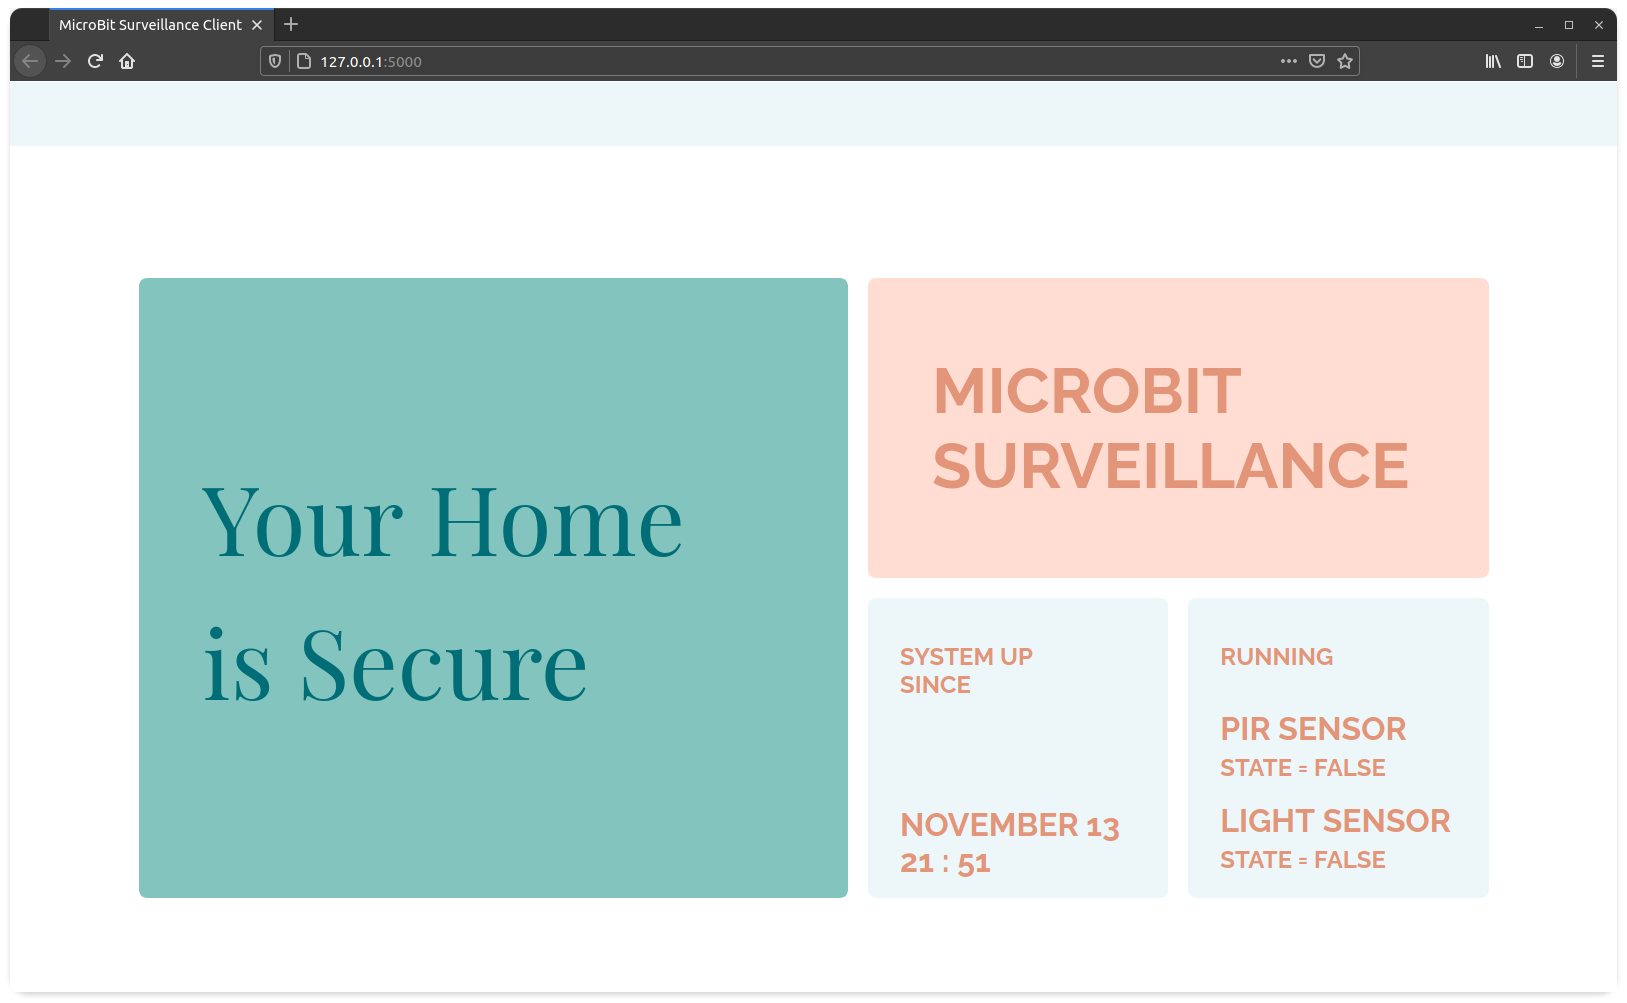 MicroBit Surveillance Client
127.0.0.1:5000
Your Home
is Secure
MICROBIT
SURVEILLANCE
SYSTEM UP
SINCE
NOVEMBER 13
21 : 51
RUNNING
PIR SENSOR
STATE = FALSE
LIGHT SENSOR
STATE = FALSE